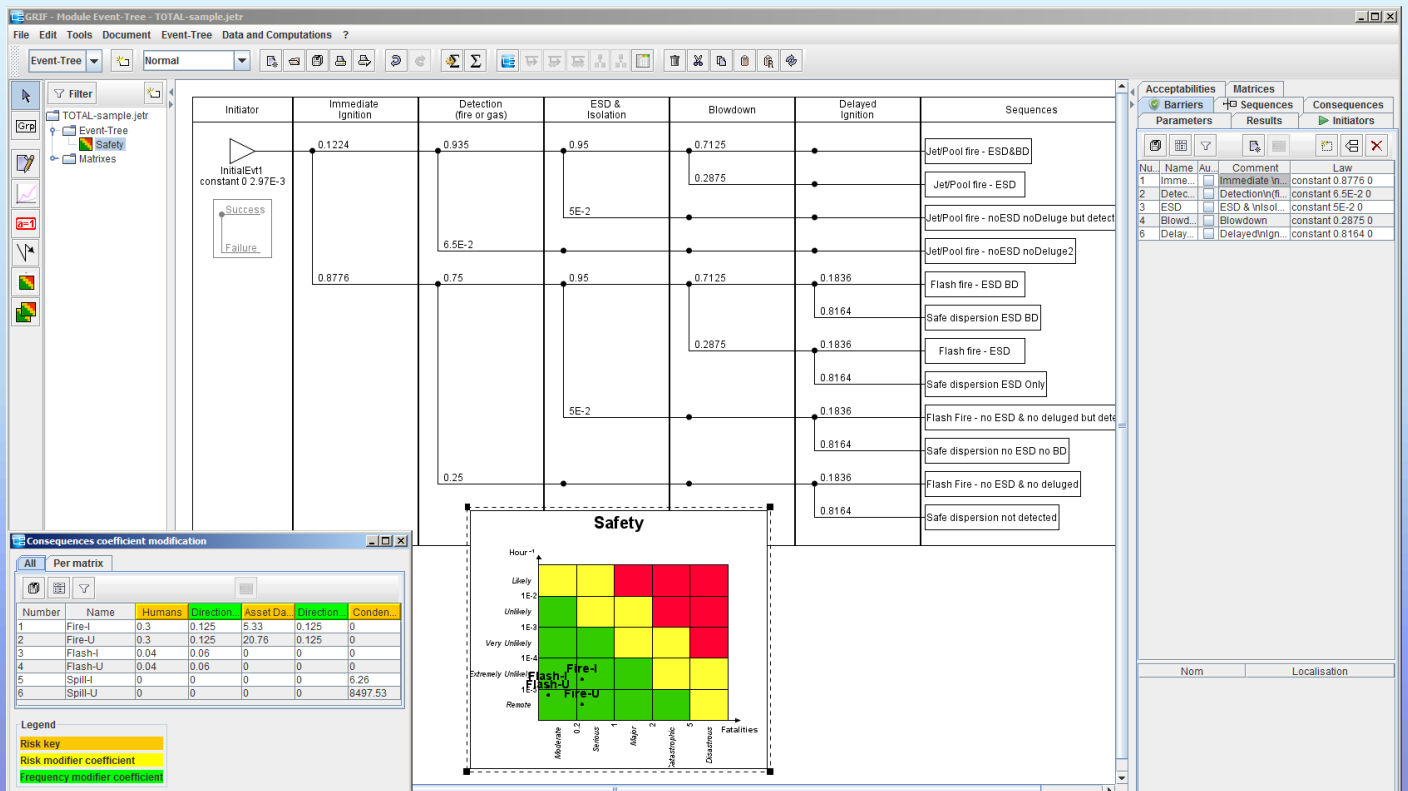 GRIF - Module Event-Tree - TOTAL-sample.jetr
File Edit Tools Document Event-Tree Data and Computations ?
Event-Tree Normal
Filter
Grp
a=1
TOTAL-sample.jetr
Event-Tree
Safety
Matrixes
Initiator
Immediate
Ignition
Detection
(fire or gas)
ESD &
Isolation
Blowdown
Delayed
Ignition
Sequences
InitialEvt1
constant 0 2.97E-3
Success
Failure
0.1224 0.935 0.95 0.7125
Jet/Pool fire - ESD&BD
0.2875
Jet/Pool fire - ESD
5E-2
Jet/Pool fire - noESD noDeluge but detect
6.5E-2
Jet/Pool fire - noESD noDeluge2
0.8776 0.75 0.95 0.7125 0.1836
Flash fire - ESD BD
0.8164
Safe dispersion ESD BD
0.2875 0.1836
Flash fire - ESD
0.8164
Safe dispersion ESD Only
5E-2 0.1836
Flash Fire - no ESD & no deluged but dete
0.8164
Safe dispersion no ESD no BD
0.25 0.1836
Flash Fire - no ESD & no deluged
0.8164
Safe dispersion not detected
Safety
Hour -1
Likely
1E-2
Unlikely
1E-3
Very Unlikely
1E-4
Extremely Unlikely
1E-5
Remote
Fire-I
Flash-I
Flash-U
Fire-U
0.2 1 2 5 Fatalities
Moderate Serious Major Catastrophic Disastrous
Consequences coefficient modification
All Per matrix
Number Name Humans Direction... Asset Da... Direction... Conden...
1 Fire-I 0.3 0.125 5.33 0.125 0
2 Fire-U 0.3 0.125 20.76 0.125 0
3 Flash-I 0.04 0.06 0 0 0
4 Flash-U 0.04 0.06 0 0 0
5 Spill-I 0 0 0 0 6.26
6 Spill-U 0 0 0 0 8497.53
Legend
Risk key
Risk modifier coefficient
Frequency modifier coefficient
Acceptabilities Matrices
Barriers Sequences Consequences
Parameters Results Initiators
Nu... Name Au... Comment Law
1 Imme... Immediate \n... constant 0.8776 0
2 Detec... Detection\n(fi... constant 6.5E-2 0
3 ESD ESD & \nIsol... constant 5E-2 0
4 Blowd... Blowdown constant 0.2875 0
6 Delay... Delayed\nIgn... constant 0.8164 0
Nom Localisation